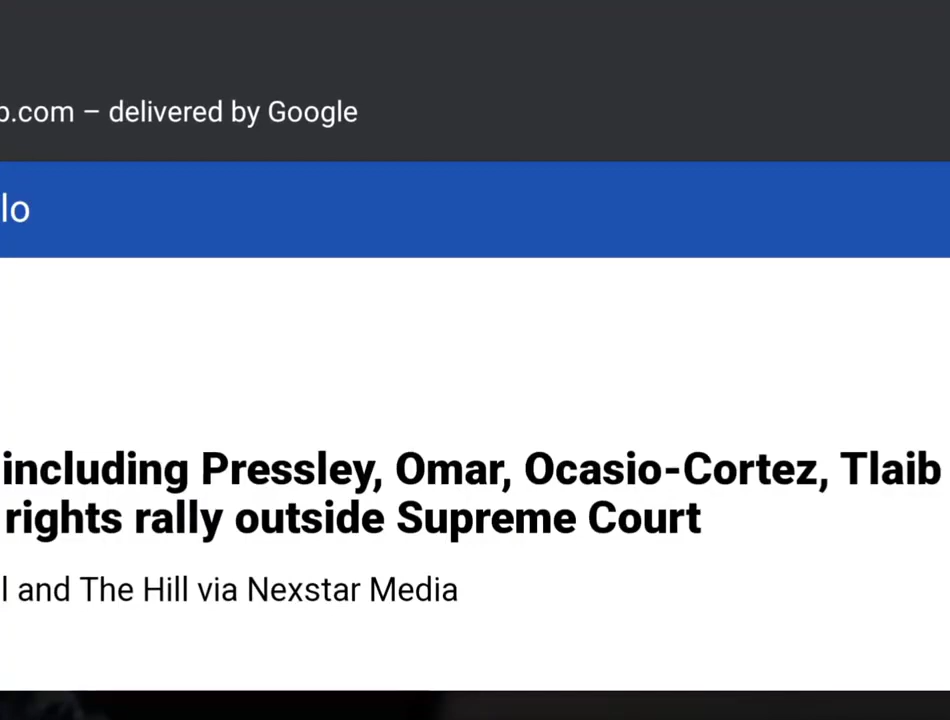 .com – delivered by Google
lo
including Pressley, Omar, Ocasio-Cortez, Tlaib
rights rally outside Supreme Court
l and The Hill via Nexstar Media